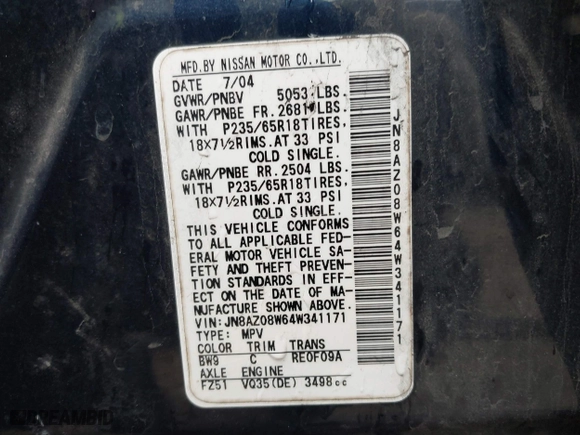 MFD.BY NISSAN MOTOR CO.,LTD.
DATE 7/04
GVWR/PNBV 5053 LBS.
GAWR/PNBE FR. 2681 LBS.
WITH P235/65R18TIRES,
18X7½RIMS.AT 33 PSI
COLD SINGLE.
GAWR/PNBE RR. 2504 LBS.
WITH P235/65R18TIRES,
18X7½RIMS.AT 33 PSI
COLD SINGLE.
THIS VEHICLE CONFORMS
TO ALL APPLICABLE FED-
ERAL MOTOR VEHICLE SA-
FETY AND THEFT PREVEN-
TION STANDARDS IN EFF-
ECT ON THE DATE OF MA-
NUFACTURE SHOWN ABOVE.
VIN:JN8AZ08W64W341171
TYPE: MPV
COLOR TRIM TRANS
BW9 C RE0F09A
AXLE ENGINE
FZ51 VQ35(DE) 3498cc
JN8AZ08W64W341171
DREAMBID